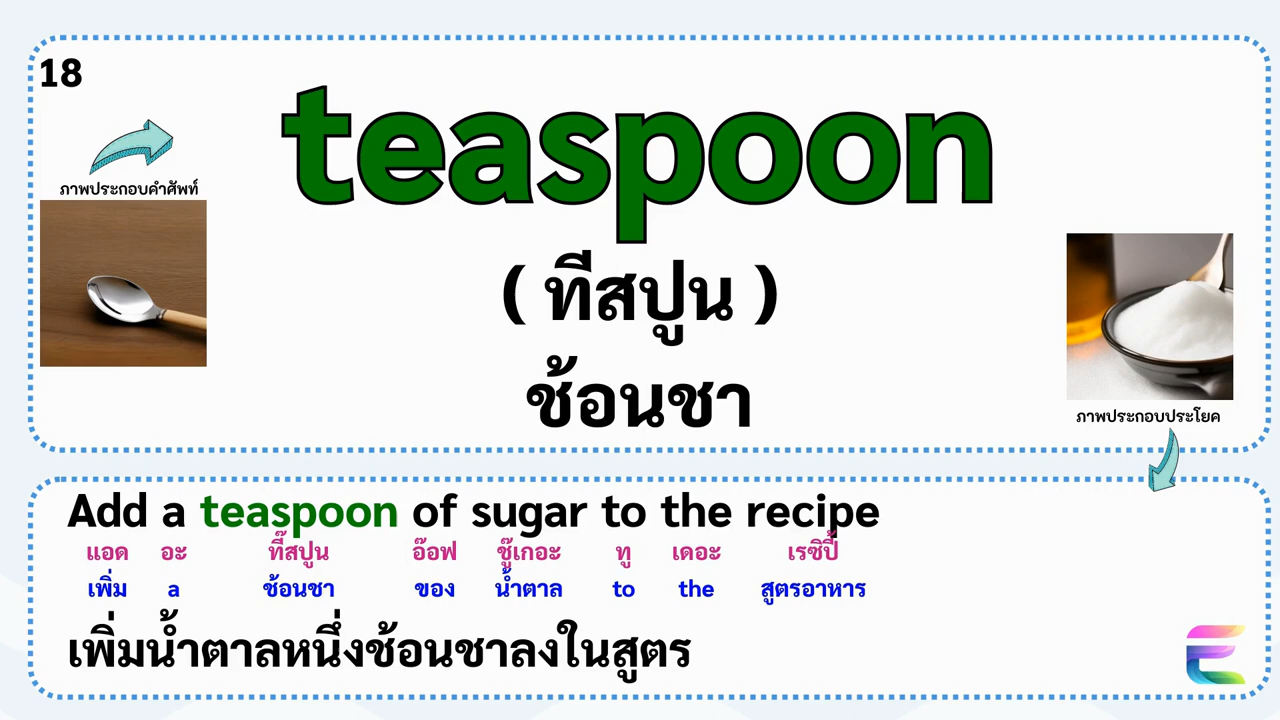 18
teaspoon
ภาพประกอบคำศัพท์
( ทีสปูน )
ช้อนชา
ภาพประกอบประโยค
Add a teaspoon of sugar to the recipe
แอด อะ ที๊สปูน อ๊อฟ ชู๊เกอะ ทู เดอะ เรซิปี้
เพิ่ม a ช้อนชา ของ น้ำตาล to the สูตรอาหาร
เพิ่มน้ำตาลหนึ่งช้อนชาลงในสูตร